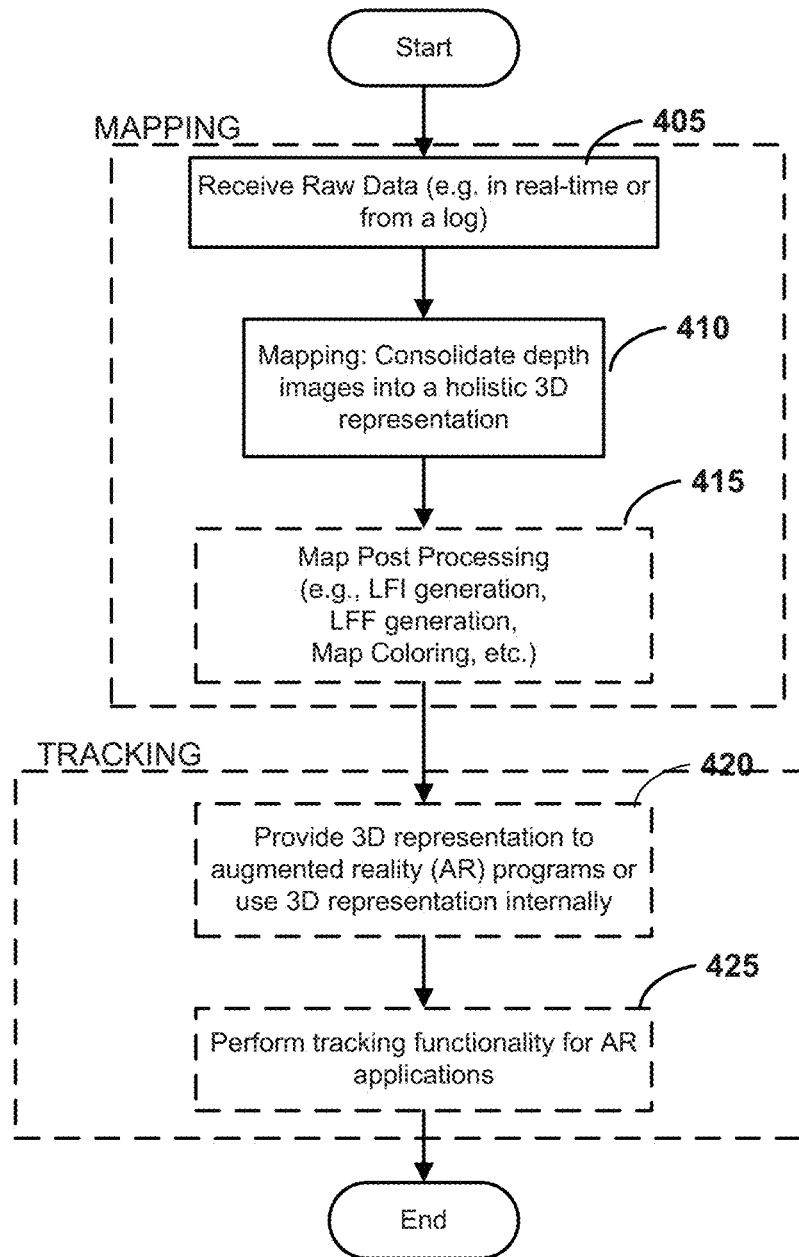 Start
MAPPING
405
Receive Raw Data (e.g. in real-time or
from a log)
410
Mapping: Consolidate depth
images into a holistic 3D
representation
415
Map Post Processing
(e.g., LFI generation,
LFF generation,
Map Coloring, etc.)
TRACKING
420
Provide 3D representation to
augmented reality (AR) programs or
use 3D representation internally
425
Perform tracking functionality for AR
applications
End